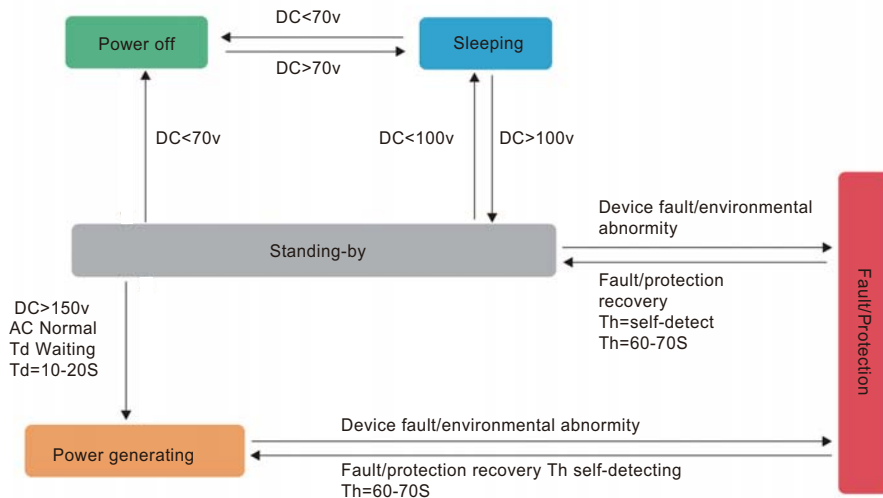 DC<70v
Power off
Sleeping
DC>70v
DC<70v
DC<100v
DC>100v
Device fault/environmental
abnormity
Standing-by
Fault/protection
recovery
Th=self-detect
Th=60-70S
Fault/Protection
DC>150v
AC Normal
Td Waiting
Td=10-20S
Device fault/environmental abnormity
Power generating
Fault/protection recovery Th self-detecting
Th=60-70S